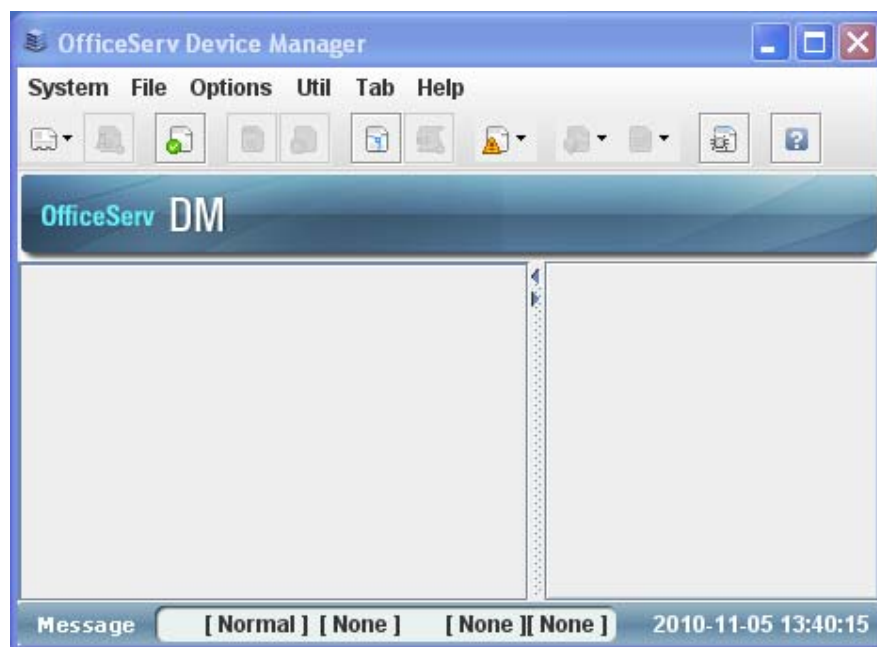 OfficeServ Device Manager
System File Options Util Tab Help
OfficeServ DM
Message [ Normal ] [ None ] [ None ][ None ] 2010-11-05 13:40:15